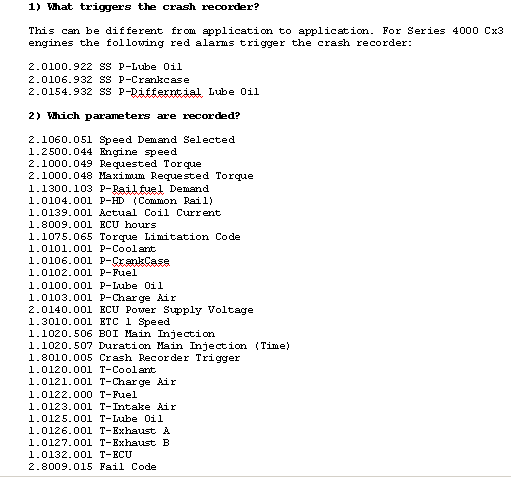 1) What triggers the crash recorder?
This can be different from application to application. For Series 4000 Cx3
engines the following red alarms trigger the crash recorder:
2.0100.922 SS P-Lube Oil
2.0106.932 SS P-Crankcase
2.0154.932 SS P-Differntial Lube Oil
2) Which parameters are recorded?
2.1060.051 Speed Demand Selected
1.2500.044 Engine speed
2.1000.049 Requested Torque
2.1000.048 Maximum Requested Torque
1.1300.103 P-Railfuel Demand
1.0104.001 P-HD (Common Rail)
1.0139.001 Actual Coil Current
1.8009.001 ECU hours
1.1075.065 Torque Limitation Code
1.0101.001 P-Coolant
1.0106.001 P-CrankCase
1.0102.001 P-Fuel
1.0100.001 P-Lube Oil
1.0103.001 P-Charge Air
2.0140.001 ECU Power Supply Voltage
1.3010.001 ETC 1 Speed
1.1020.506 BOI Main Injection
1.1020.507 Duration Main Injection (Time)
1.8010.005 Crash Recorder Trigger
1.0120.001 T-Coolant
1.0121.001 T-Charge Air
1.0122.000 T-Fuel
1.0123.001 T-Intake Air
1.0125.001 T-Lube Oil
1.0126.001 T-Exhaust A
1.0127.001 T-Exhaust B
1.0132.001 T-ECU
2.8009.015 Fail Code